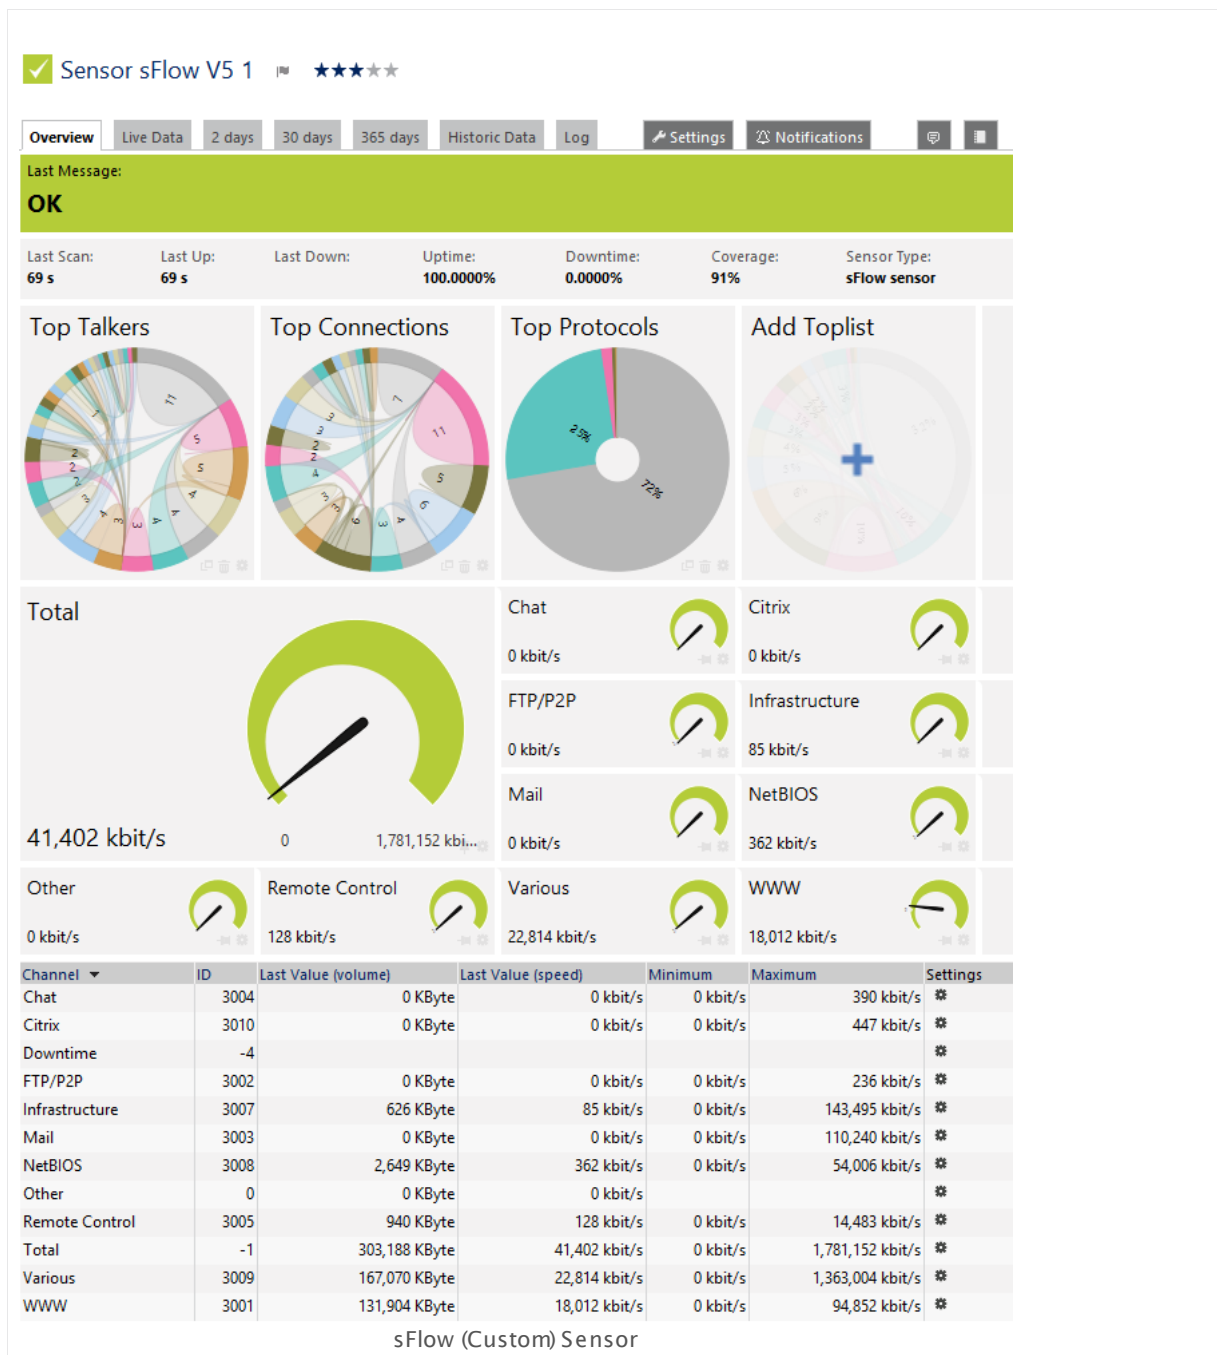 Sensor sFlow V5 1
Overview Live Data 2 days 30 days 365 days Historic Data Log Settings Notifications
Last Message:
OK
Last Scan: Last Up: Last Down: Uptime: Downtime: Coverage: Sensor Type:
69 s 69 s 100.0000% 0.0000% 91% sFlow sensor
Top Talkers Top Connections Top Protocols Add Toplist
25%
72%
Total
41,402 kbit/s
0 1,781,152 kbi...
Chat
0 kbit/s
Citrix
0 kbit/s
FTP/P2P
0 kbit/s
Infrastructure
85 kbit/s
Mail
0 kbit/s
NetBIOS
362 kbit/s
Other
0 kbit/s
Remote Control
128 kbit/s
Various
22,814 kbit/s
WWW
18,012 kbit/s
Channel ID Last Value (volume) Last Value (speed) Minimum Maximum Settings
Chat 3004 0 KByte 0 kbit/s 0 kbit/s 390 kbit/s
Citrix 3010 0 KByte 0 kbit/s 0 kbit/s 447 kbit/s
Downtime -4
FTP/P2P 3002 0 KByte 0 kbit/s 0 kbit/s 236 kbit/s
Infrastructure 3007 626 KByte 85 kbit/s 0 kbit/s 143,495 kbit/s
Mail 3003 0 KByte 0 kbit/s 0 kbit/s 110,240 kbit/s
NetBIOS 3008 2,649 KByte 362 kbit/s 0 kbit/s 54,006 kbit/s
Other 0 0 KByte 0 kbit/s
Remote Control 3005 940 KByte 128 kbit/s 0 kbit/s 14,483 kbit/s
Total -1 303,188 KByte 41,402 kbit/s 0 kbit/s 1,781,152 kbit/s
Various 3009 167,070 KByte 22,814 kbit/s 0 kbit/s 1,363,004 kbit/s
WWW 3001 131,904 KByte 18,012 kbit/s 0 kbit/s 94,852 kbit/s
sFlow (Custom) Sensor